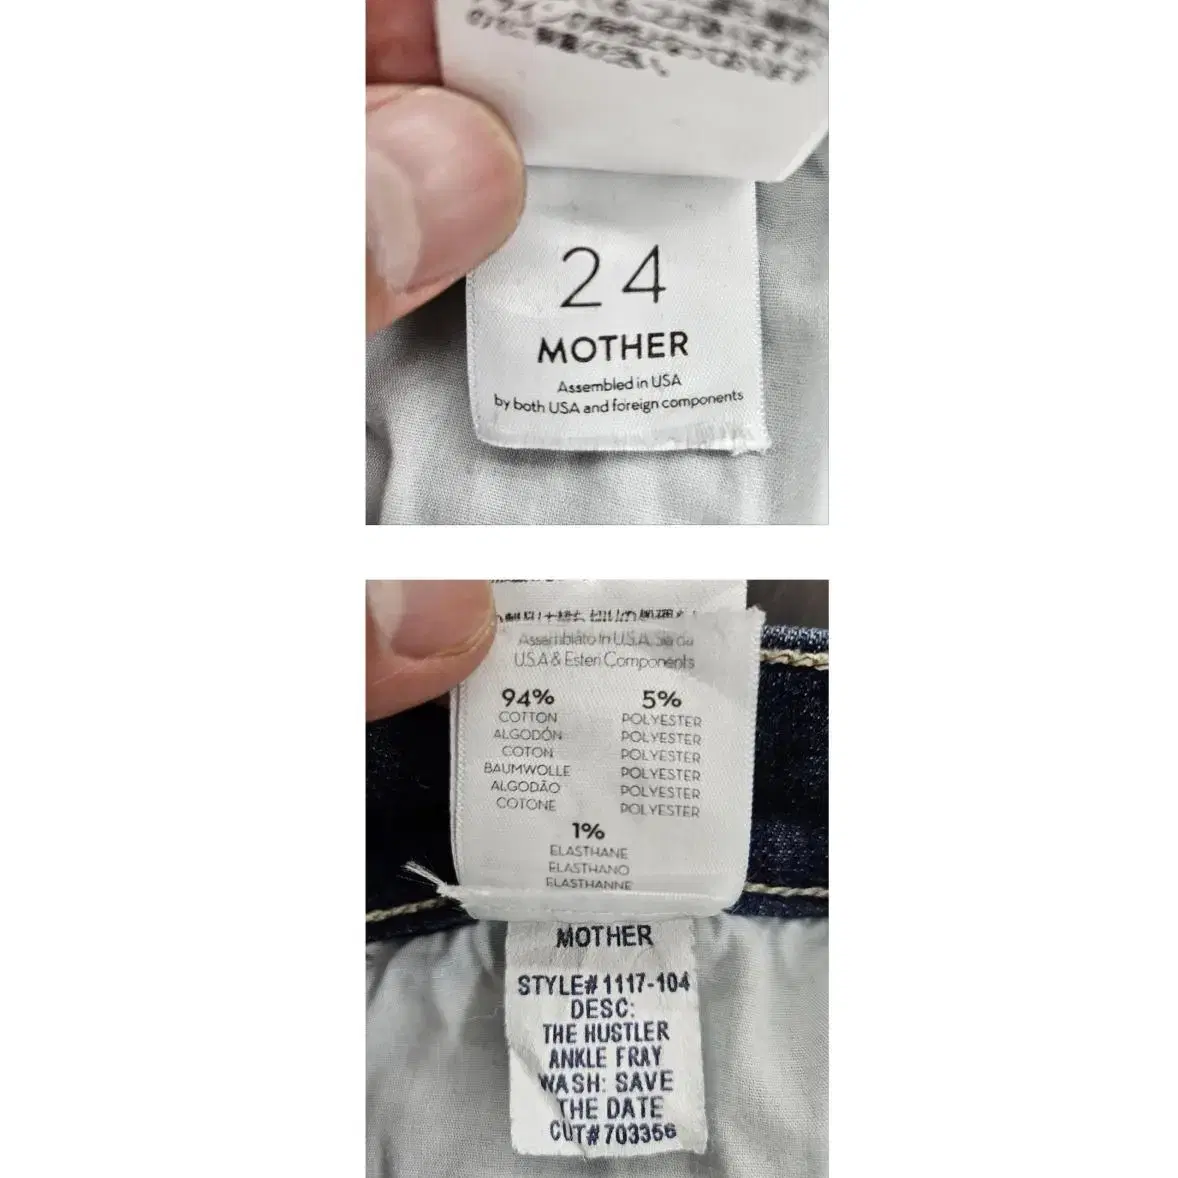 24
MOTHER
Assembled in USA
by both USA and foreign components
Assemblato in U.S.A. Sia da
U.S.A & Esteri Components
94%
COTTON
ALGODÓN
COTON
BAUMWOLLE
ALGODÃO
COTONE
5%
POLYESTER
POLYESTER
POLYESTER
POLYESTER
POLYESTER
POLYESTER
1%
ELASTHANE
ELASTHANO
ELASTHANNE
MOTHER
STYLE# 1117-104
DESC:
THE HUSTLER
ANKLE FRAY
WASH: SAVE
THE DATE
CUT# 703356